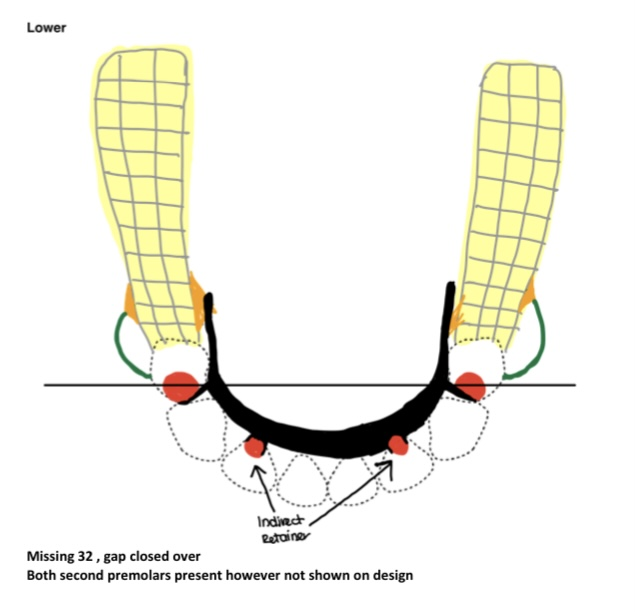 Lower
Indirect
Retainer
Missing 32 , gap closed over
Both second premolars present however not shown on design